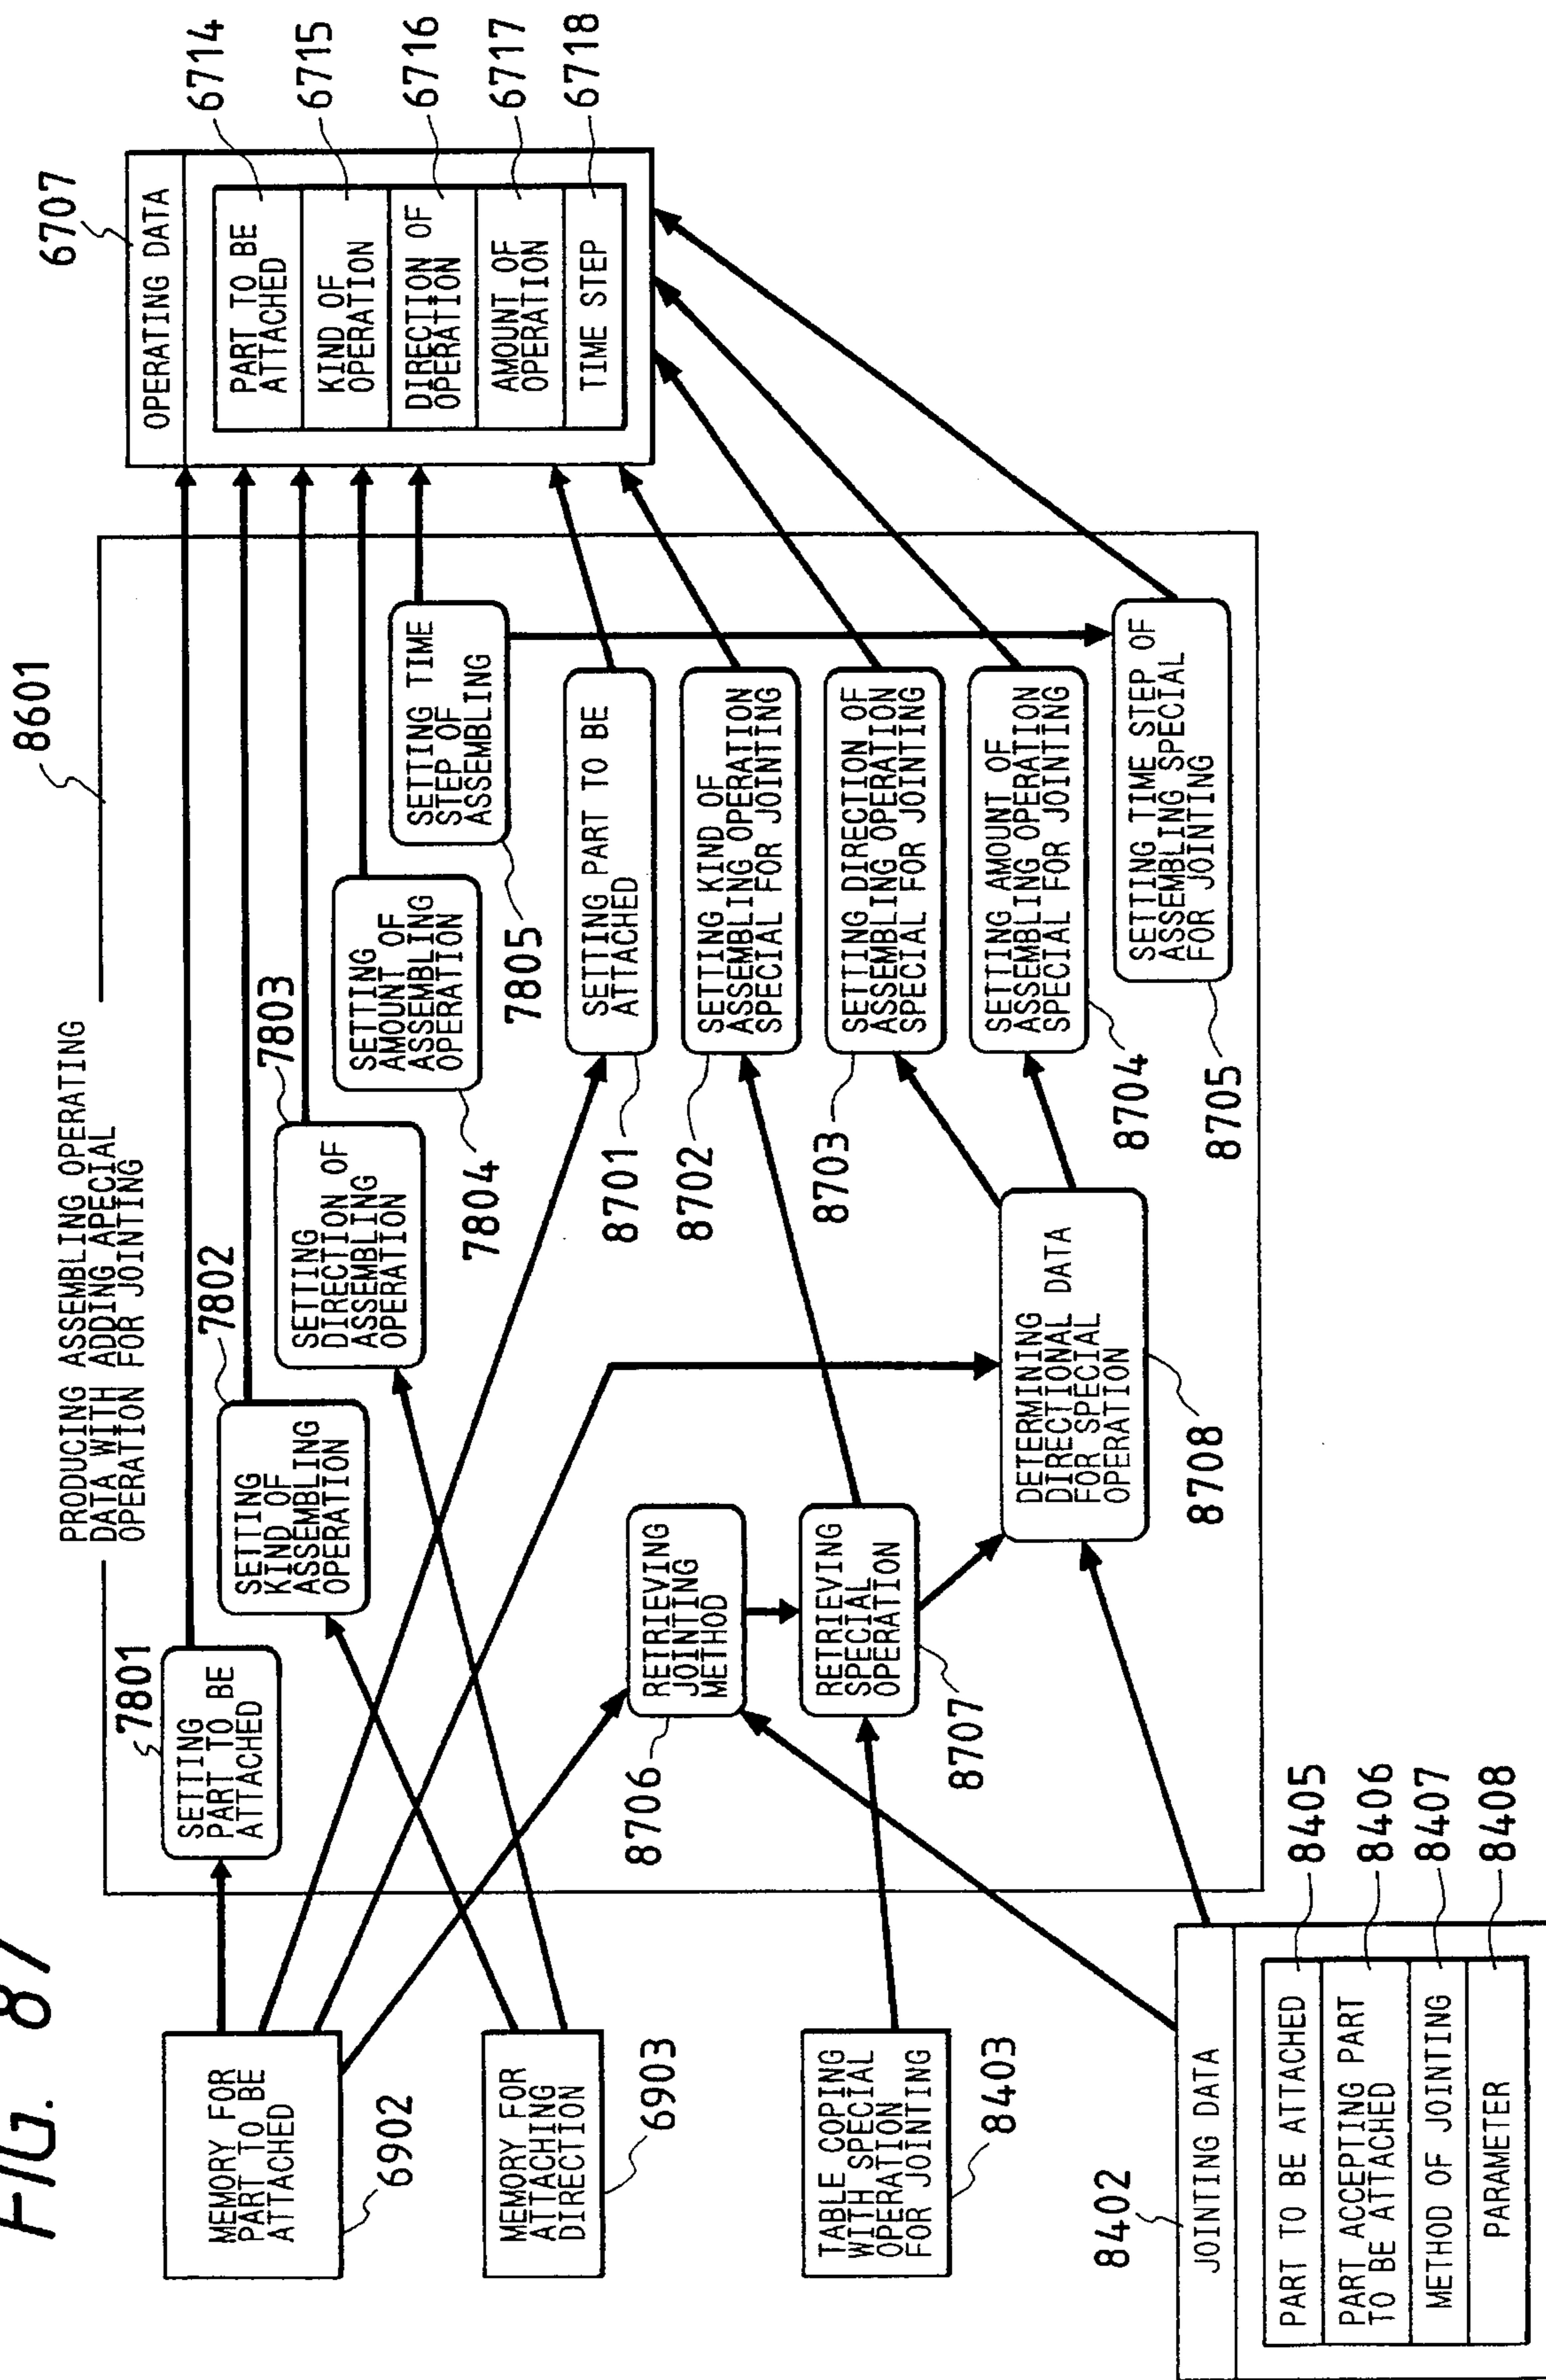 FIG. 87
PRODUCING ASSEMBLING OPERATING
DATA WITH ADDING APECIAL
OPERATION FOR JOINTING
8601
MEMORY FOR
PART TO BE
ATTACHED
6902
MEMORY FOR
ATTACHING
DIRECTION
6903
TABLE COPING
WITH SPECIAL
OPERATION
FOR JOINTING
8403
8402
JOINTING DATA
PART TO BE ATTACHED
8405
PART ACCEPTING PART
TO BE ATTACHED
8406
METHOD OF JOINTING
8407
PARAMETER
8408
7801
SETTING
PART TO BE
ATTACHED
7802
SETTING
KIND OF
ASSEMBLING
OPERATION
7803
SETTING
DIRECTION OF
ASSEMBLING
OPERATION
SETTING
AMOUNT OF
ASSEMBLING
OPERATION
7804
SETTING TIME
STEP OF
ASSEMBLING
7805
RETRIEVING
JOINTING
METHOD
8706
RETRIEVING
SPECIAL
OPERATION
8707
DETERMINING
DIRECTIONAL DATA
FOR SPECIAL
OPERATION
8708
SETTING PART TO BE
ATTACHED
8701
SETTING KIND OF
ASSEMBLING OPERATION
SPECIAL FOR JOINTING
8702
SETTING DIRECTION OF
ASSEMBLING OPERATION
SPECIAL FOR JOINTING
8703
SETTING AMOUNT OF
ASSEMBLING OPERATION
SPECIAL FOR JOINTING
8704
SETTING TIME STEP OF
ASSEMBLING SPECIAL
FOR JOINTING
8705
6707
OPERATING DATA
PART TO BE
ATTACHED
6714
KIND OF
OPERATION
6715
DIRECTION OF
OPERATION
6716
AMOUNT OF
OPERATION
6717
TIME STEP
6718